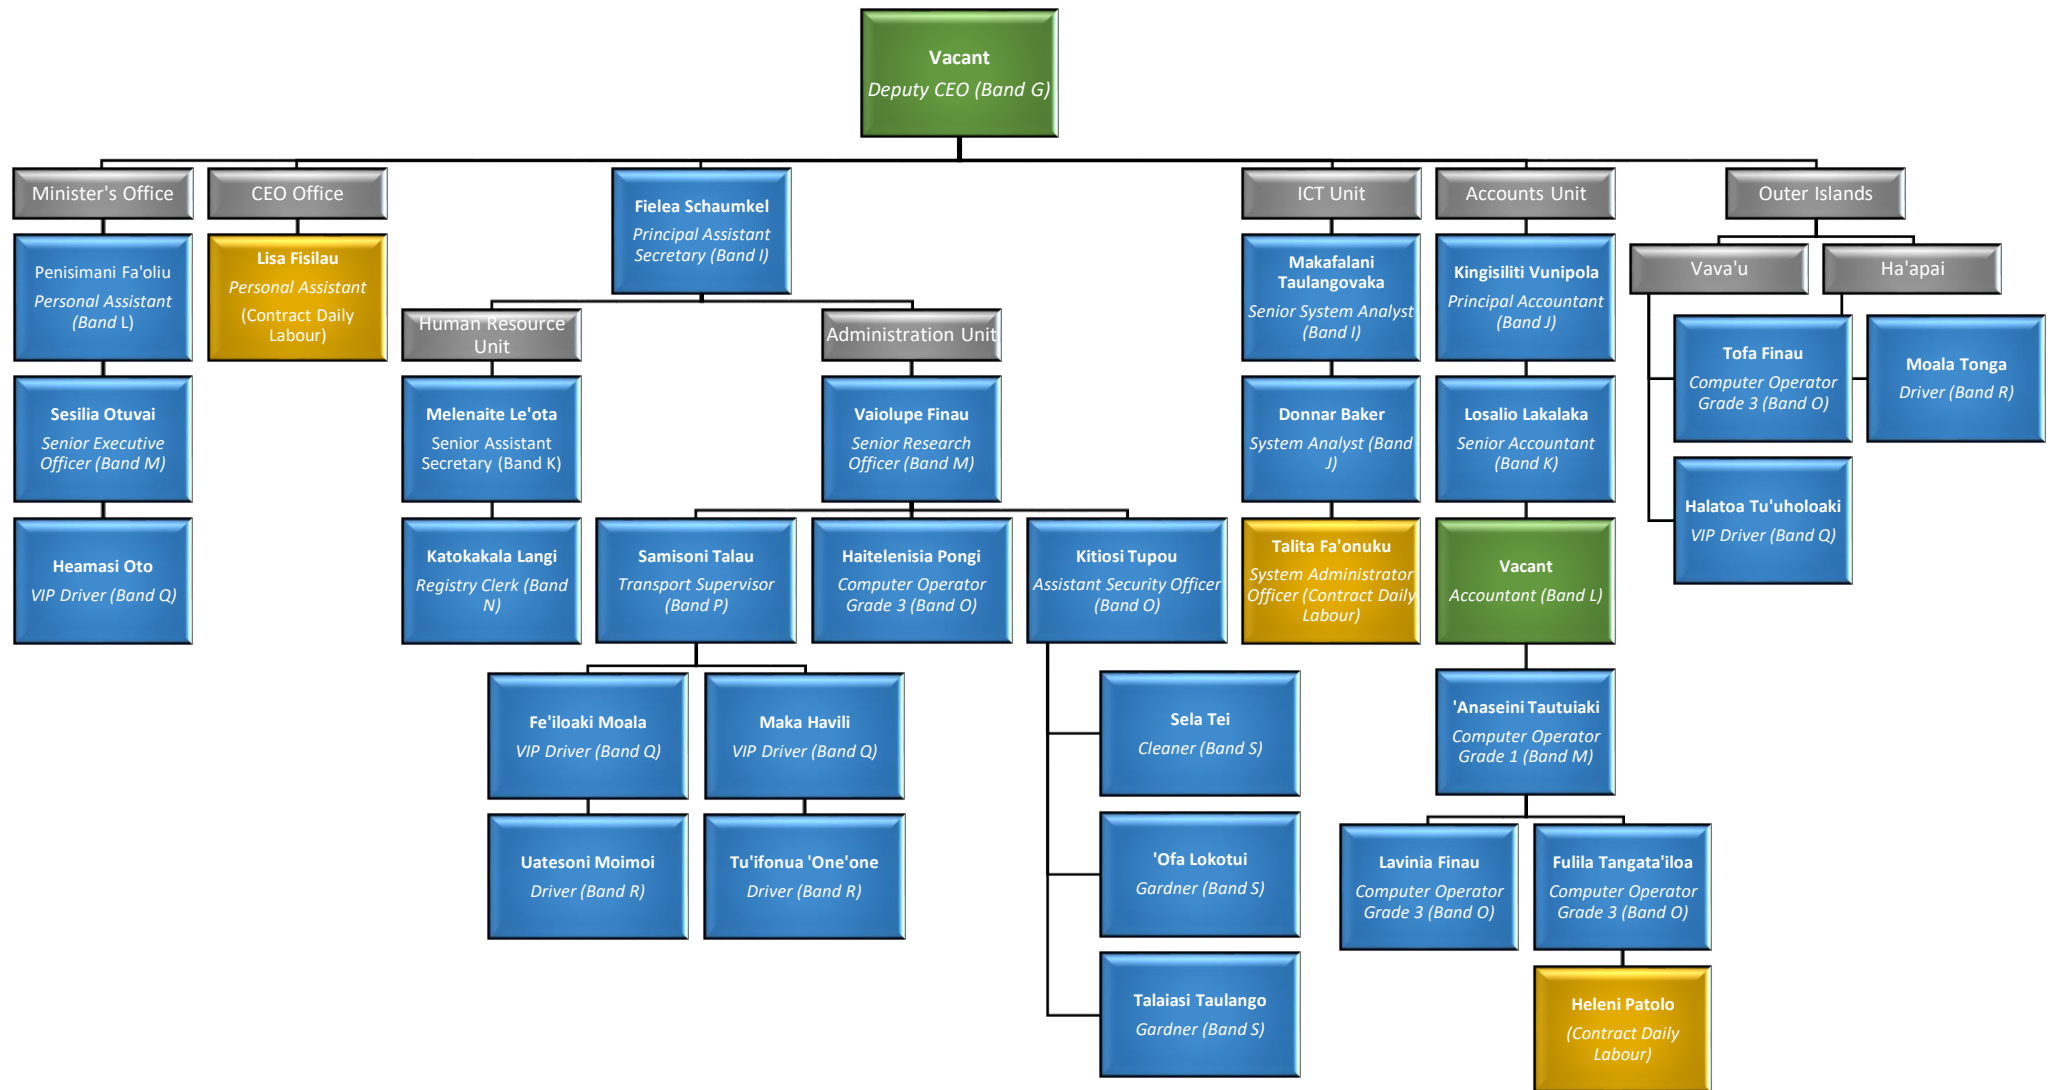 Vacant
Deputy CEO (Band G)
Minister's Office
Penisimani Fa'oliu
Personal Assistant
(Band L)
Sesilia Otuvai
Senior Executive
Officer (Band M)
Heamasi Oto
VIP Driver (Band Q)
CEO Office
Lisa Fisilau
Personal Assistant
(Contract Daily
Labour)
Fielea Schaumkel
Principal Assistant
Secretary (Band I)
Human Resource
Unit
Melenaite Le'ota
Senior Assistant
Secretary (Band K)
Katokakala Langi
Registry Clerk (Band
N)
Administration Unit
Vaiolupe Finau
Senior Research
Officer (Band M)
Samisoni Talau
Transport Supervisor
(Band P)
Fe'iloaki Moala
VIP Driver (Band Q)
Uatesoni Moimoi
Driver (Band R)
Maka Havili
VIP Driver (Band Q)
Tu'ifonua 'One'one
Driver (Band R)
Haitelenisia Pongi
Computer Operator
Grade 3 (Band O)
Kitiosi Tupou
Assistant Security Officer
(Band O)
Sela Tei
Cleaner (Band S)
'Ofa Lokotui
Gardner (Band S)
Talaiasi Taulango
Gardner (Band S)
ICT Unit
Makafalani
Taulangovaka
Senior System Analyst
(Band I)
Donnar Baker
System Analyst (Band
J)
Talita Fa'onuku
System Administrator
Officer (Contract Daily
Labour)
Accounts Unit
Kingisiliti Vunipola
Principal Accountant
(Band J)
Losalio Lakalaka
Senior Accountant
(Band K)
Vacant
Accountant (Band L)
'Anaseini Tautuiaki
Computer Operator
Grade 1 (Band M)
Lavinia Finau
Computer Operator
Grade 3 (Band O)
Fulila Tangata'iloa
Computer Operator
Grade 3 (Band O)
Heleni Patolo
(Contract Daily
Labour)
Outer Islands
Vava'u
Tofa Finau
Computer Operator
Grade 3 (Band O)
Halatoa Tu'uholoaki
VIP Driver (Band Q)
Ha'apai
Moala Tonga
Driver (Band R)